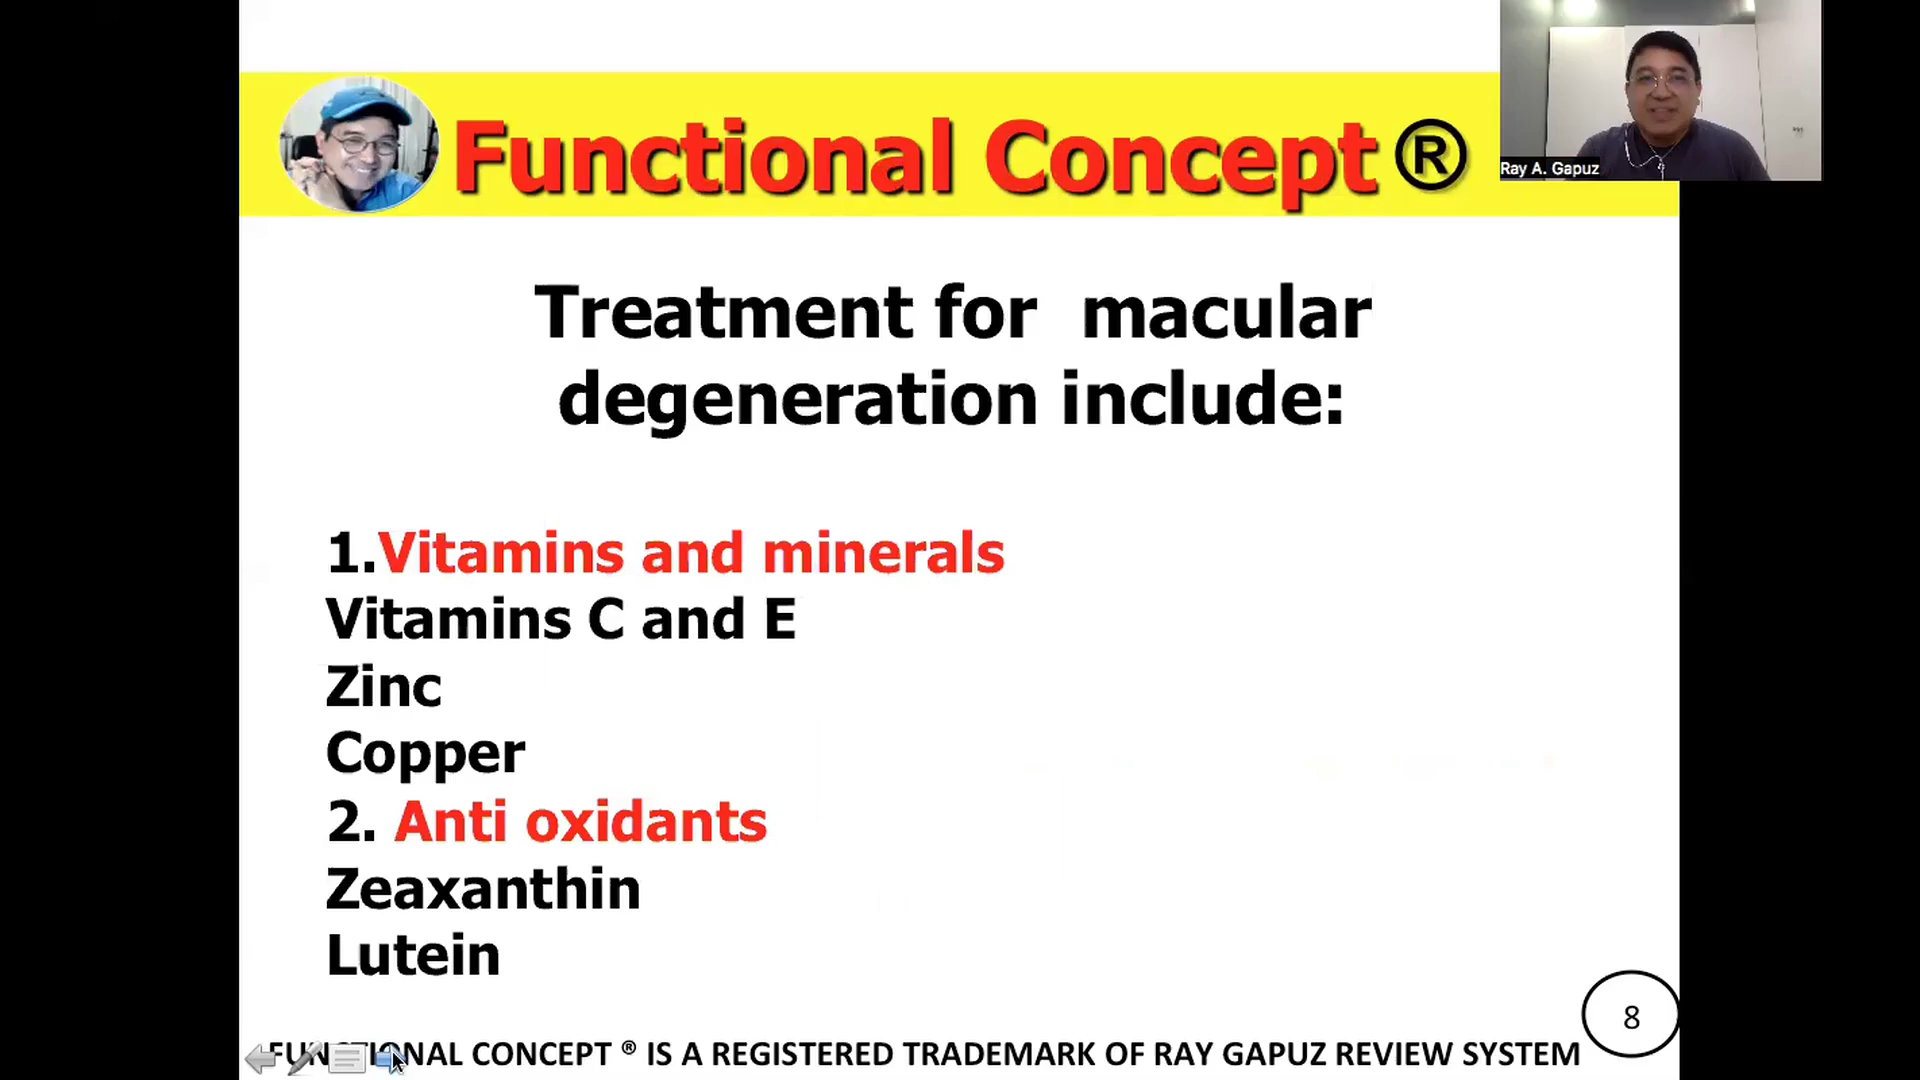 Functional Concept ®
Ray A. Gapuz
Treatment for macular
degeneration include:
1.Vitamins and minerals
Vitamins C and E
Zinc
Copper
2. Anti oxidants
Zeaxanthin
Lutein
8
FUNCTIONAL CONCEPT ® IS A REGISTERED TRADEMARK OF RAY GAPUZ REVIEW SYSTEM